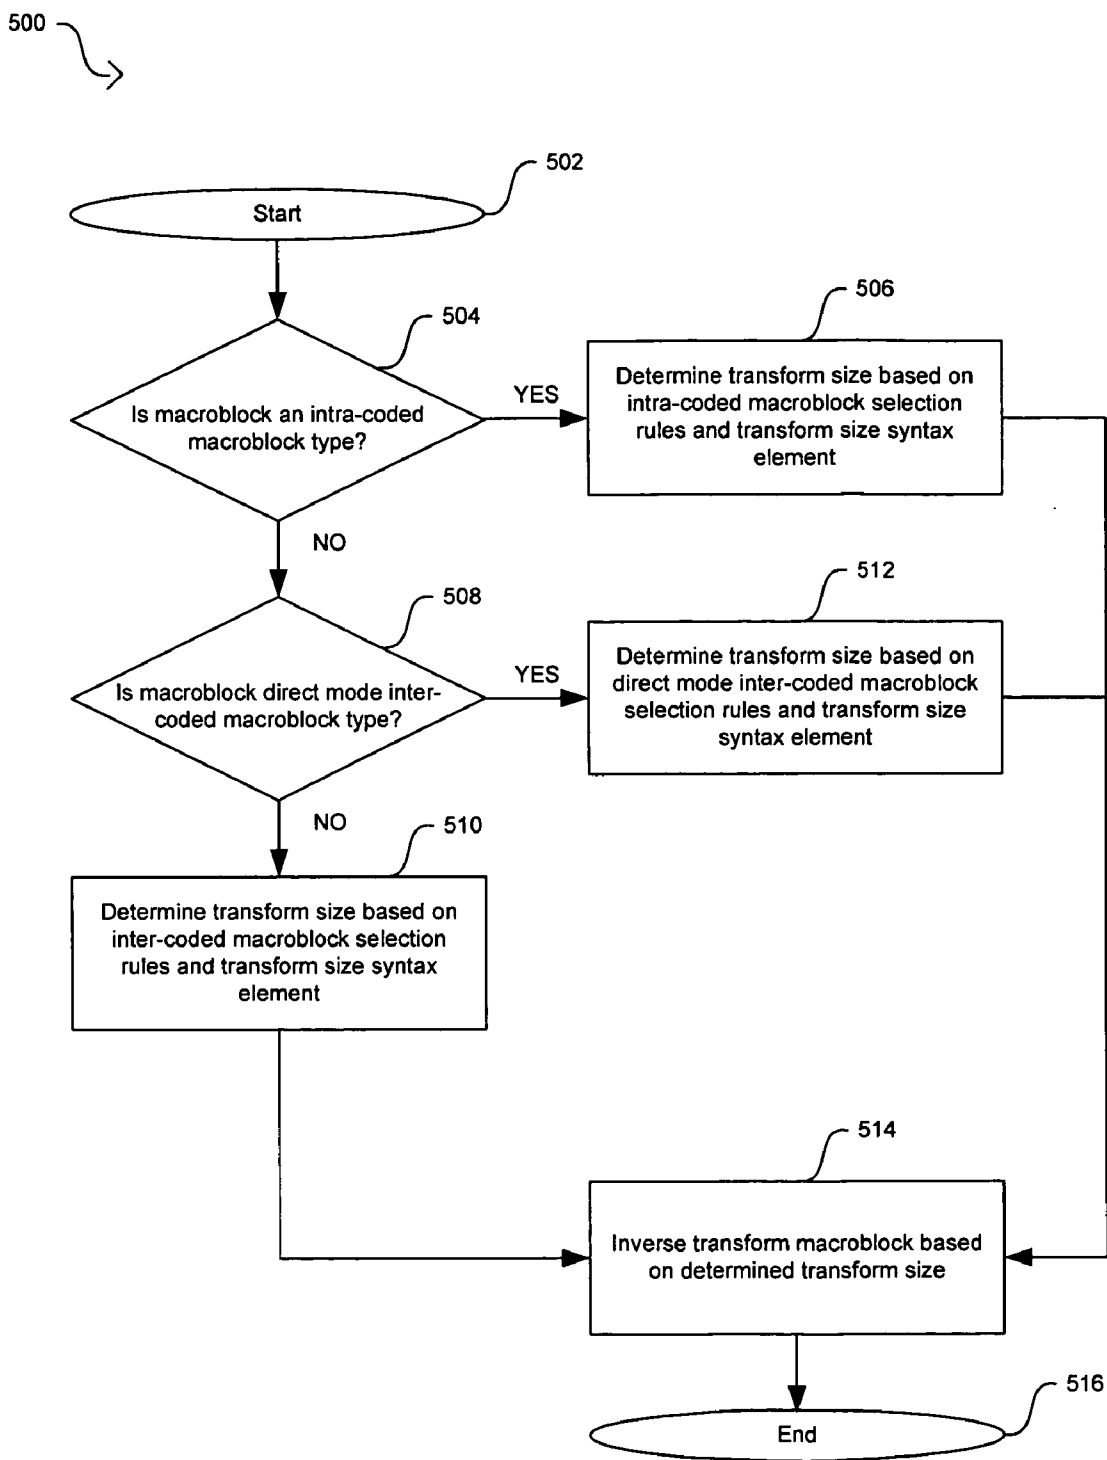 500
502
Start
504
506
Is macroblock an intra-coded
macroblock type?
YES
Determine transform size based on
intra-coded macroblock selection
rules and transform size syntax
element
NO
508
512
Is macroblock direct mode inter-
coded macroblock type?
YES
Determine transform size based on
direct mode inter-coded macroblock
selection rules and transform size
syntax element
NO
510
Determine transform size based on
inter-coded macroblock selection
rules and transform size syntax
element
514
Inverse transform macroblock based
on determined transform size
516
End